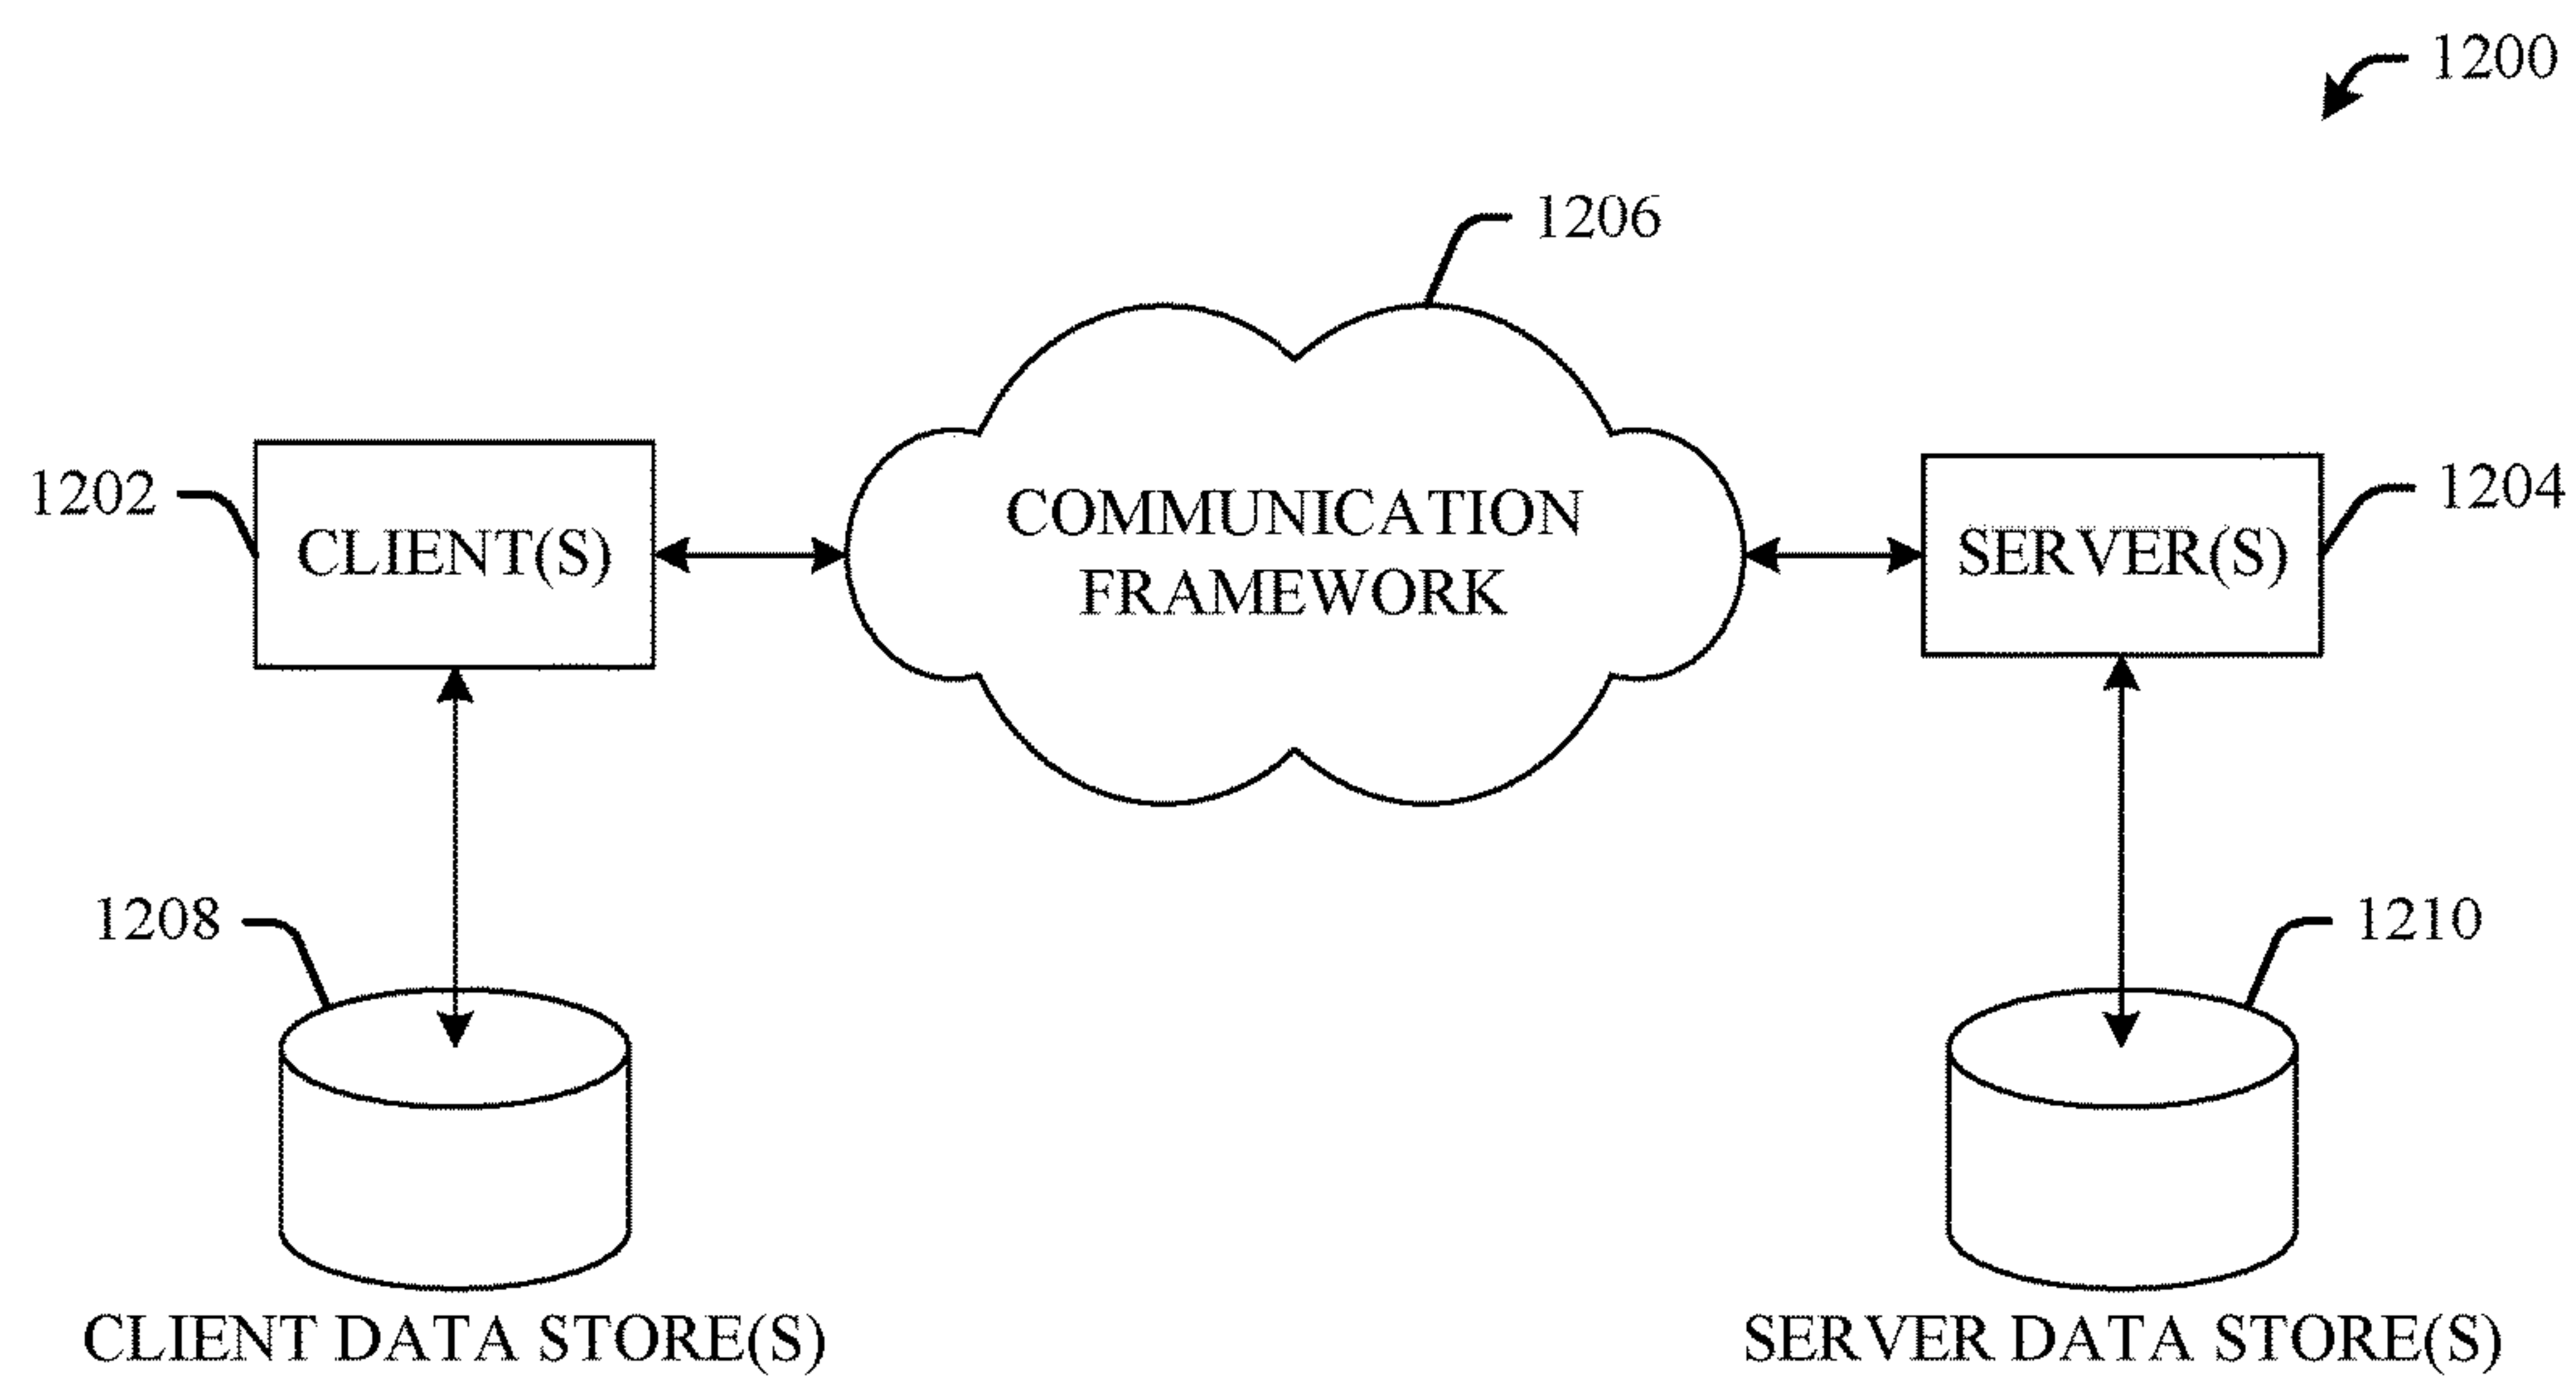 1200
1206
1202
CLIENT(S)
COMMUNICATION
FRAMEWORK
SERVER(S)
1204
1208
1210
CLIENT DATA STORE(S)
SERVER DATA STORE(S)